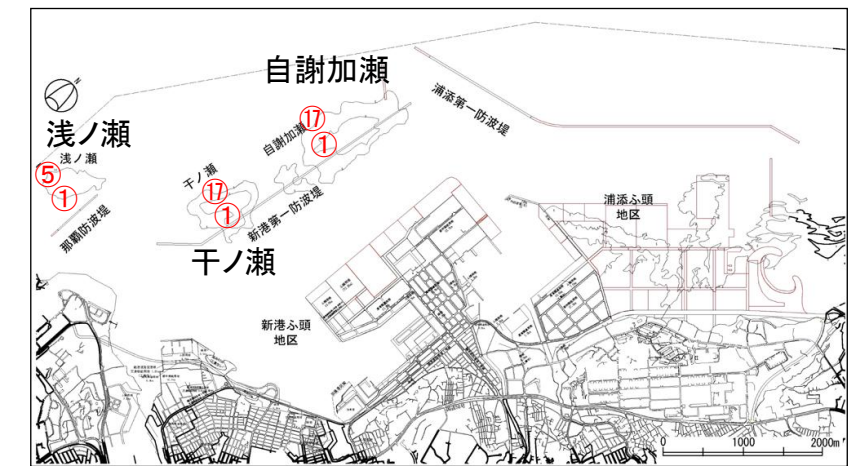 自謝加瀬
浦添第一防波堤
N
浅ノ瀬
浅ノ瀬
⑤
①
那覇防波堤
自謝加瀬
⑰
①
干ノ瀬
⑰
①
新港第一防波堤
干ノ瀬
浦添ふ頭
地区
新港ふ頭
地区
0 1000 2000m